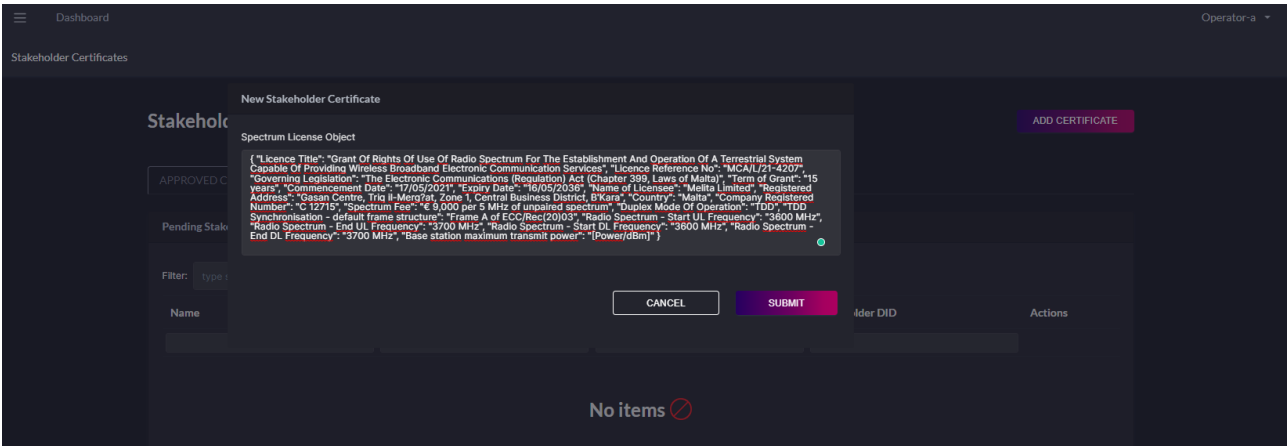 Dashboard
Operator-a
Stakeholder Certificates
New Stakeholder Certificate
Stakehold
ADD CERTIFICATE
Spectrum License Object
{ "Licence Title": "Grant Of Rights Of Use Of Radio Spectrum For The Establishment And Operation Of A Terrestrial System
Capable Of Providing Wireless Broadband Electronic Communication Services", "Licence Reference No": "MCA/L/21-4207",
"Governing Legislation": "The Electronic Communications (Regulation) Act (Chapter 399, Laws of Malta)", "Term of Grant": "15
years", "Commencement Date": "17/05/2021", "Expiry Date": "16/05/2036", "Name of Licensee": "Melita Limited", "Registered
Address": "Gasan Centre, Triq il-Merg?at, Zone 1, Central Business District, B'Kara", "Country": "Malta", "Company Registered
Number": "C 12715", "Spectrum Fee": "€ 9,000 per 5 MHz of unpaired spectrum", "Duplex Mode Of Operation": "TDD", "TDD
Synchronisation - default frame structure": "Frame A of ECC/Rec(20)03", "Radio Spectrum - Start UL Frequency": "3600 MHz",
"Radio Spectrum - End UL Frequency": "3700 MHz", "Radio Spectrum - Start DL Frequency": "3600 MHz", "Radio Spectrum -
End DL Frequency": "3700 MHz", "Base station maximum transmit power": "[Power/dBm]" }
APPROVED C
Pending Stake
Filter: type s
CANCEL
SUBMIT
Name
older DID
Actions
No items